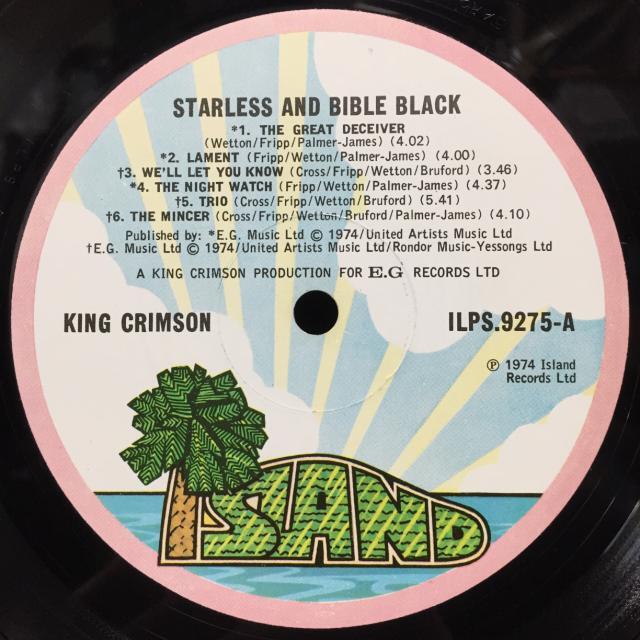 STARLESS AND BIBLE BLACK
*1. THE GREAT DECEIVER
(Wetton/Fripp/Palmer-James) (4.02)
*2. LAMENT (Fripp/Wetton/Palmer-James) (4.00)
†3. WE'LL LET YOU KNOW (Cross/Fripp/Wetton/Bruford) (3.46)
*4. THE NIGHT WATCH (Fripp/Wetton/Palmer-James) (4.37)
†5. TRIO (Cross/Fripp/Wetton/Bruford) (5.41)
†6. THE MINCER (Cross/Fripp/Wetton/Bruford/Palmer-James) (4.10)
Published by: *E.G. Music Ltd © 1974/United Artists Music Ltd
†E.G. Music Ltd © 1974/United Artists Music Ltd/Rondor Music-Yessongs Ltd
A KING CRIMSON PRODUCTION FOR E.G RECORDS LTD
KING CRIMSON
ILPS.9275-A
℗ 1974 Island
Records Ltd
ISLAND